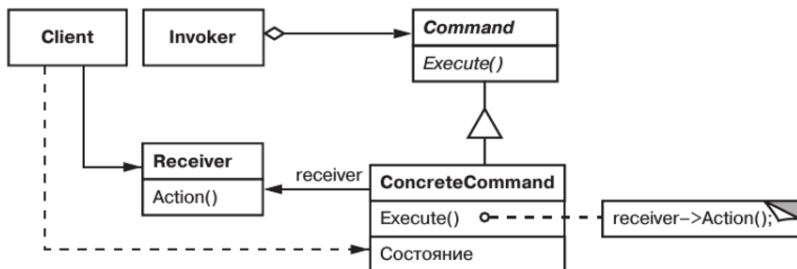 Client
Invoker
Command
Execute()
Receiver
Action()
receiver
ConcreteCommand
Execute()
receiver->Action();
Состояние